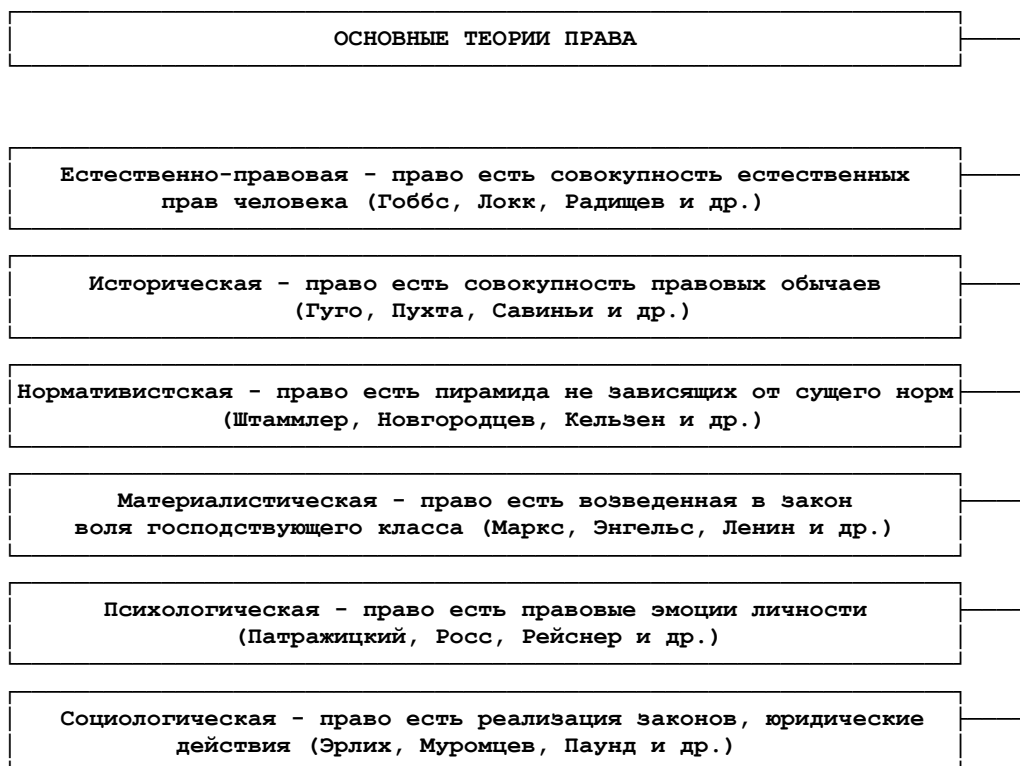 ОСНОВНЫЕ ТЕОРИИ ПРАВА
Естественно-правовая - право есть совокупность естественных
прав человека (Гоббс, Локк, Радищев и др.)
Историческая - право есть совокупность правовых обычаев
(Гуго, Пухта, Савиньи и др.)
Нормативистская - право есть пирамида не зависящих от сущего норм
(Штаммлер, Новгородцев, Кельзен и др.)
Материалистическая - право есть возведенная в закон
воля господствующего класса (Маркс, Энгельс, Ленин и др.)
Психологическая - право есть правовые эмоции личности
(Патражицкий, Росс, Рейснер и др.)
Социологическая - право есть реализация законов, юридические
действия (Эрлих, Муромцев, Паунд и др.)